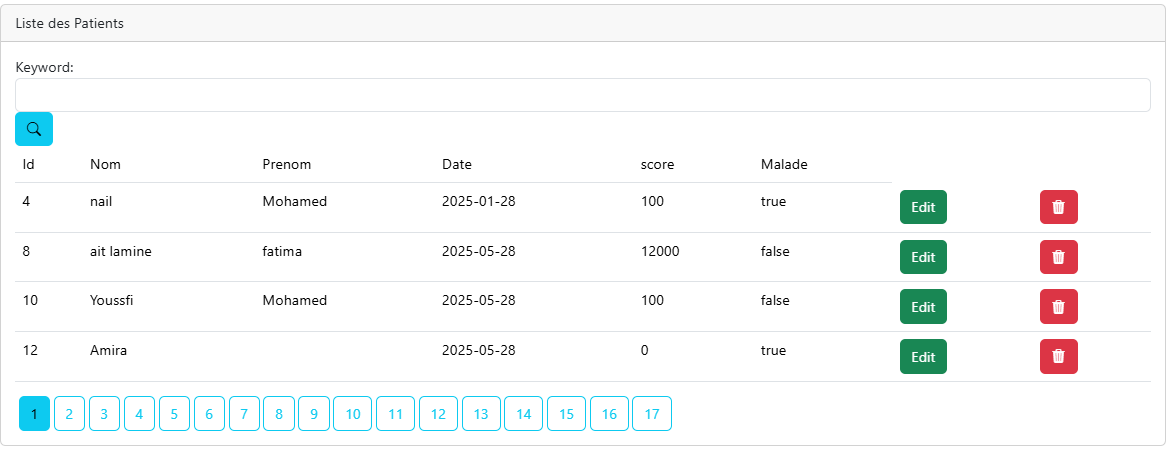 Liste des Patients
Keyword:
Id Nom Prenom Date score Malade
4 nail Mohamed 2025-01-28 100 true Edit
8 ait lamine fatima 2025-05-28 12000 false Edit
10 Youssfi Mohamed 2025-05-28 100 false Edit
12 Amira 2025-05-28 0 true Edit
1 2 3 4 5 6 7 8 9 10 11 12 13 14 15 16 17